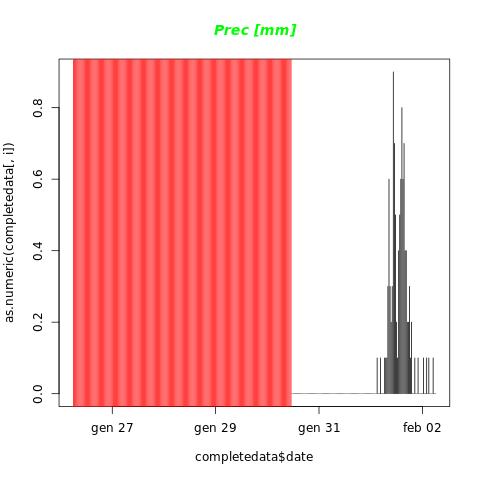 Prec [mm]
as.numeric(completedata[, i])
0.8
0.6
0.4
0.2
0.0
gen 27
gen 29
gen 31
feb 02
completedata$date